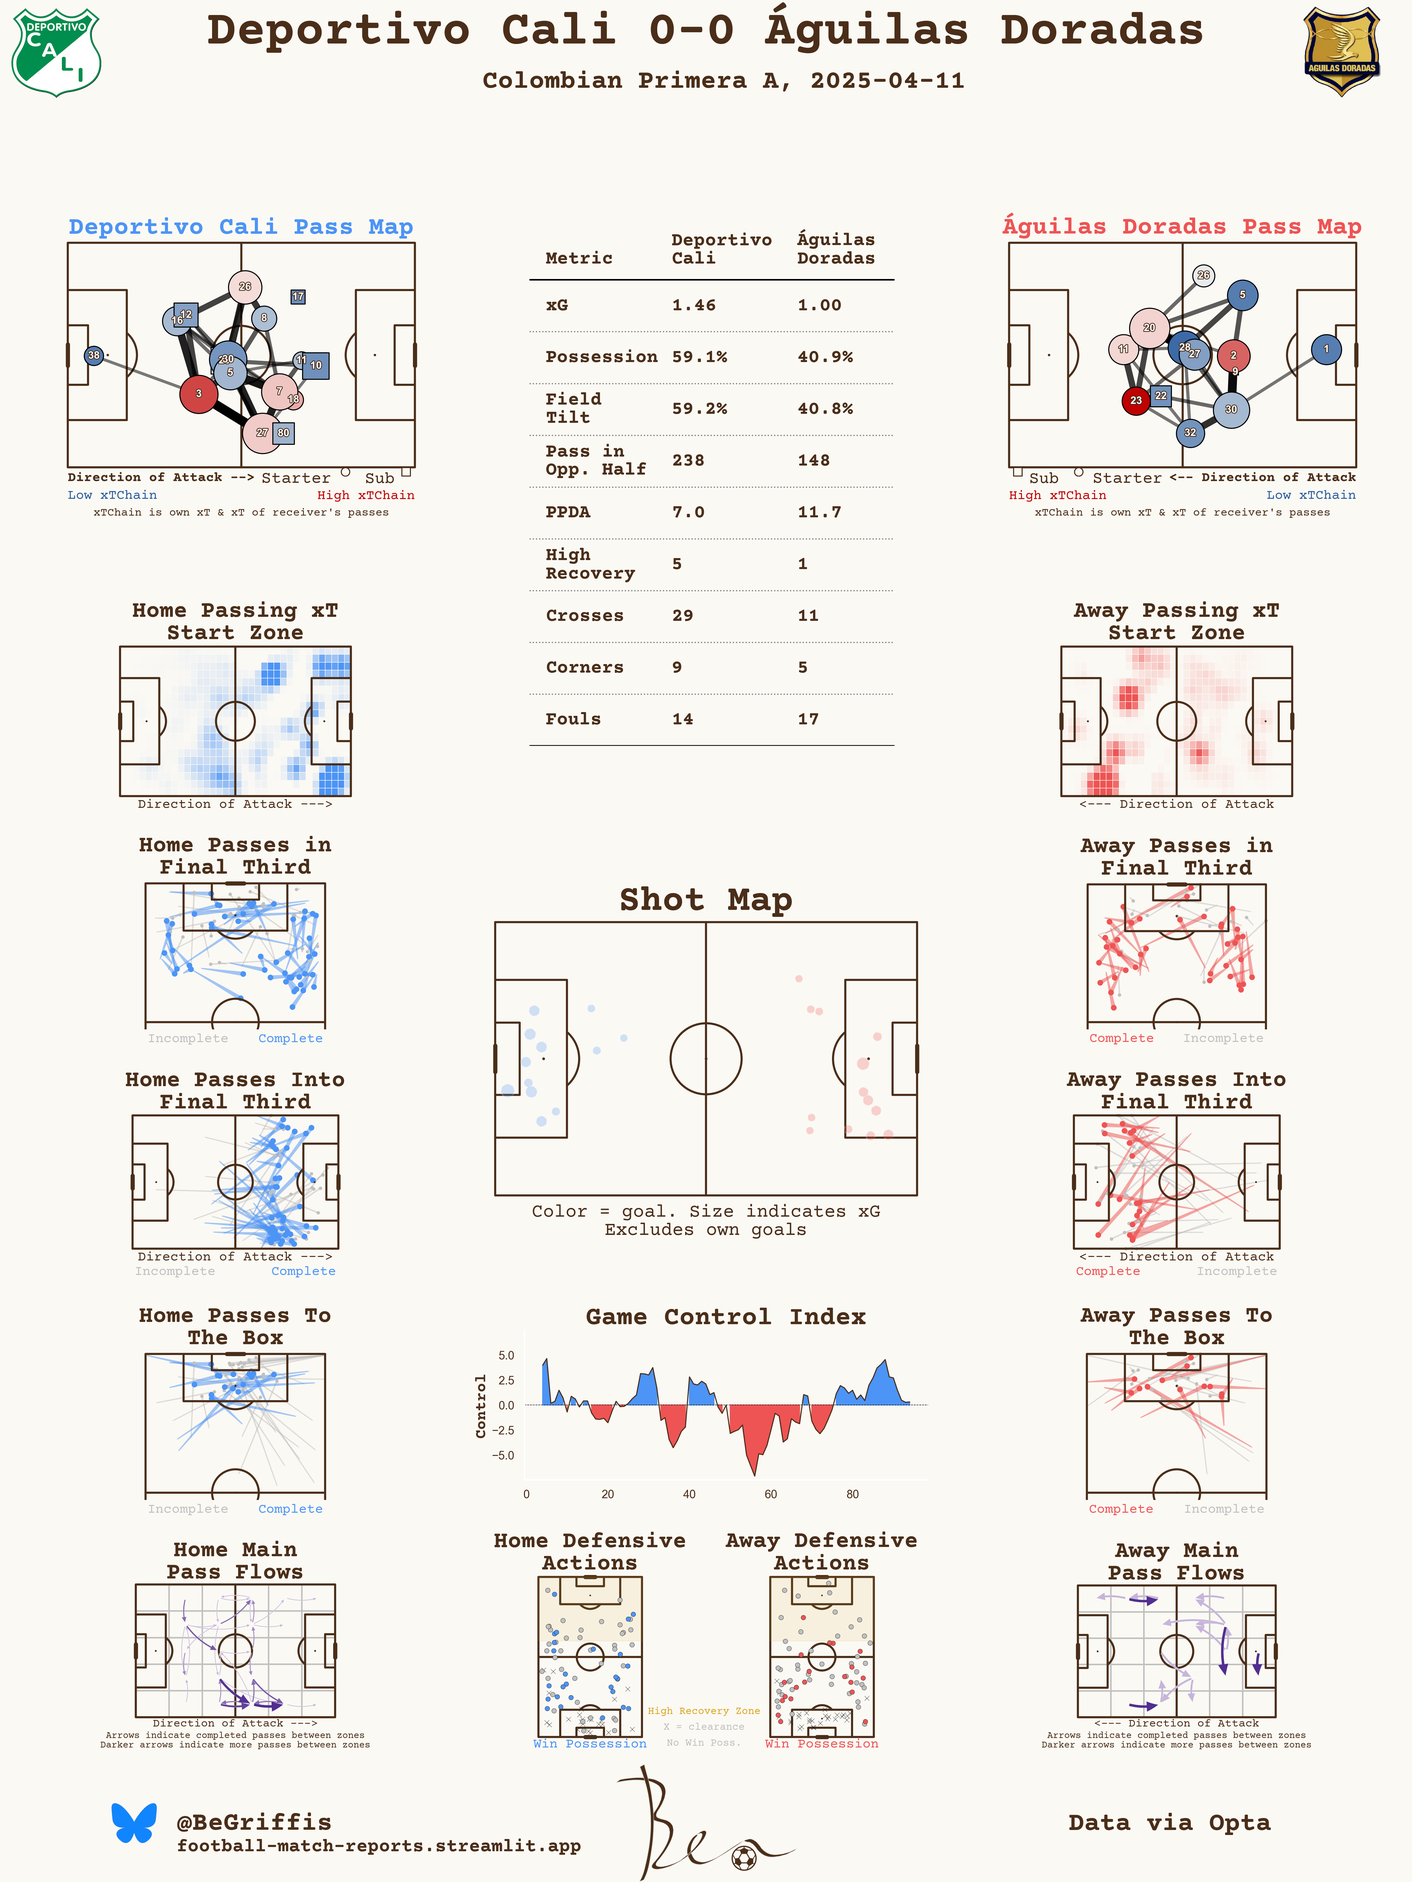 Deportivo Cali 0-0 Águilas Doradas
Colombian Primera A, 2025-04-11
DEPORTIVO
CALI
AGUILAS DORADAS
Deportivo Cali Pass Map
26
17
16
12
8
38
30
5
11
10
3
7
18
27
80
Direction of Attack --> Starter Sub
Low xTChain High xTChain
xTChain is own xT & xT of receiver's passes
Metric Deportivo Cali Águilas Doradas
xG 1.46 1.00
Possession 59.1% 40.9%
Field Tilt 59.2% 40.8%
Pass in Opp. Half 238 148
PPDA 7.0 11.7
High Recovery 5 1
Crosses 29 11
Corners 9 5
Fouls 14 17
Águilas Doradas Pass Map
26
5
20
11
28
27
2
1
9
23
22
30
32
Sub Starter <-- Direction of Attack
High xTChain Low xTChain
xTChain is own xT & xT of receiver's passes
Home Passing xT
Start Zone
Direction of Attack --->
Away Passing xT
Start Zone
<--- Direction of Attack
Home Passes in
Final Third
Incomplete Complete
Away Passes in
Final Third
Complete Incomplete
Shot Map
Color = goal. Size indicates xG
Excludes own goals
Home Passes Into
Final Third
Direction of Attack --->
Incomplete Complete
Away Passes Into
Final Third
<--- Direction of Attack
Complete Incomplete
Home Passes To
The Box
Incomplete Complete
Game Control Index
Control
5.0
2.5
0.0
−2.5
−5.0
0 20 40 60 80
Away Passes To
The Box
Complete Incomplete
Home Main
Pass Flows
Direction of Attack --->
Arrows indicate completed passes between zones
Darker arrows indicate more passes between zones
Home Defensive
Actions
Win Possession
High Recovery Zone
X = clearance
No Win Poss.
Away Defensive
Actions
Win Possession
Away Main
Pass Flows
<--- Direction of Attack
Arrows indicate completed passes between zones
Darker arrows indicate more passes between zones
@BeGriffis
football-match-reports.streamlit.app
Ben
Data via Opta